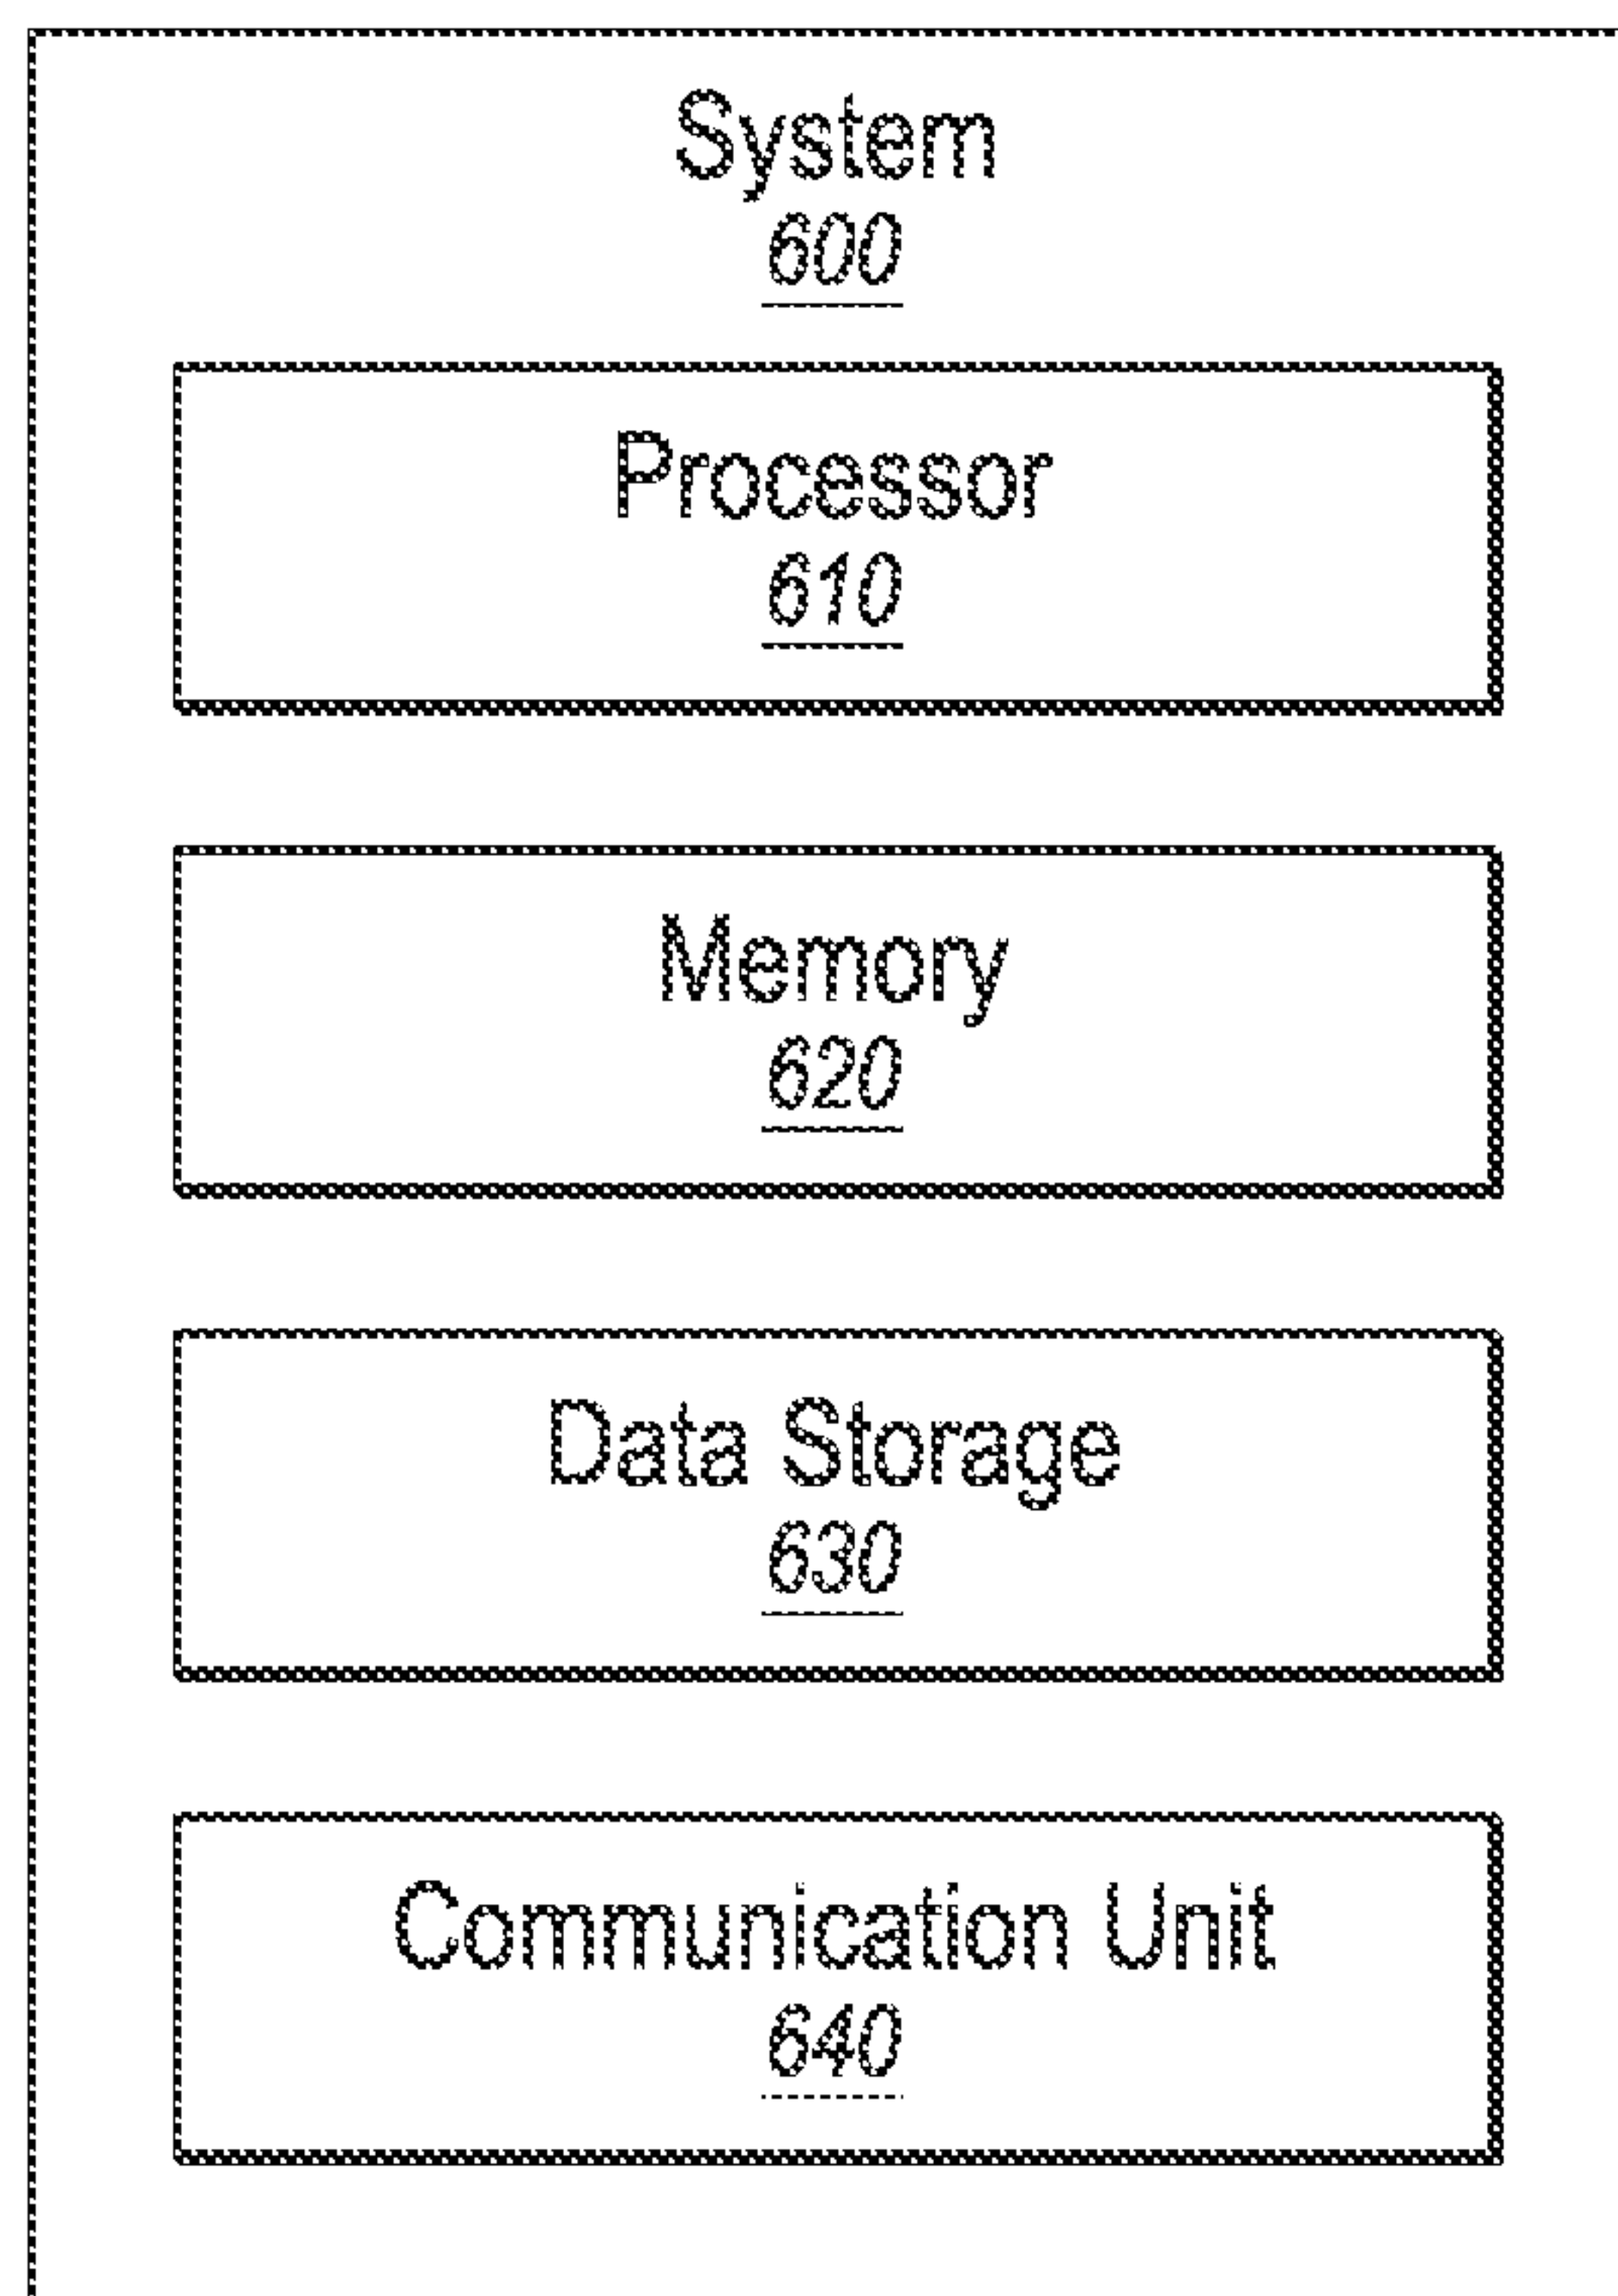 System
600
Processor
610
Memory
620
Data Storage
630
Communication Unit
640